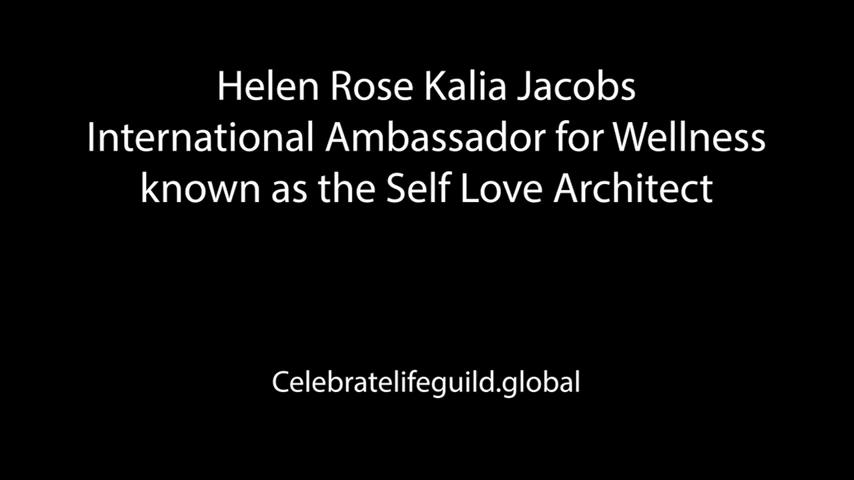 Helen Rose Kalia Jacobs
International Ambassador for Wellness
known as the Self Love Architect
Celebratelifeguild.global